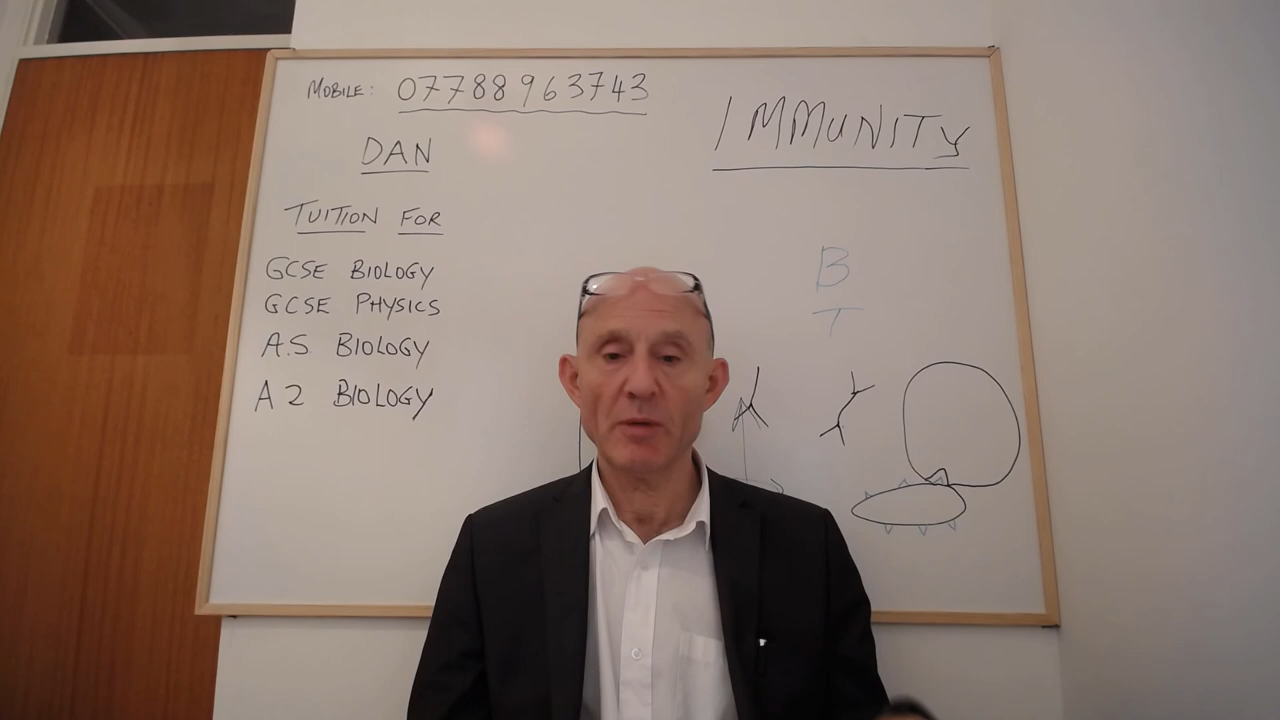 MOBILE: 07788963743
DAN
TUITION FOR
GCSE BIOLOGY
GCSE PHYSICS
A.S. BIOLOGY
A2 BIOLOGY
IMMUNITY
B
T